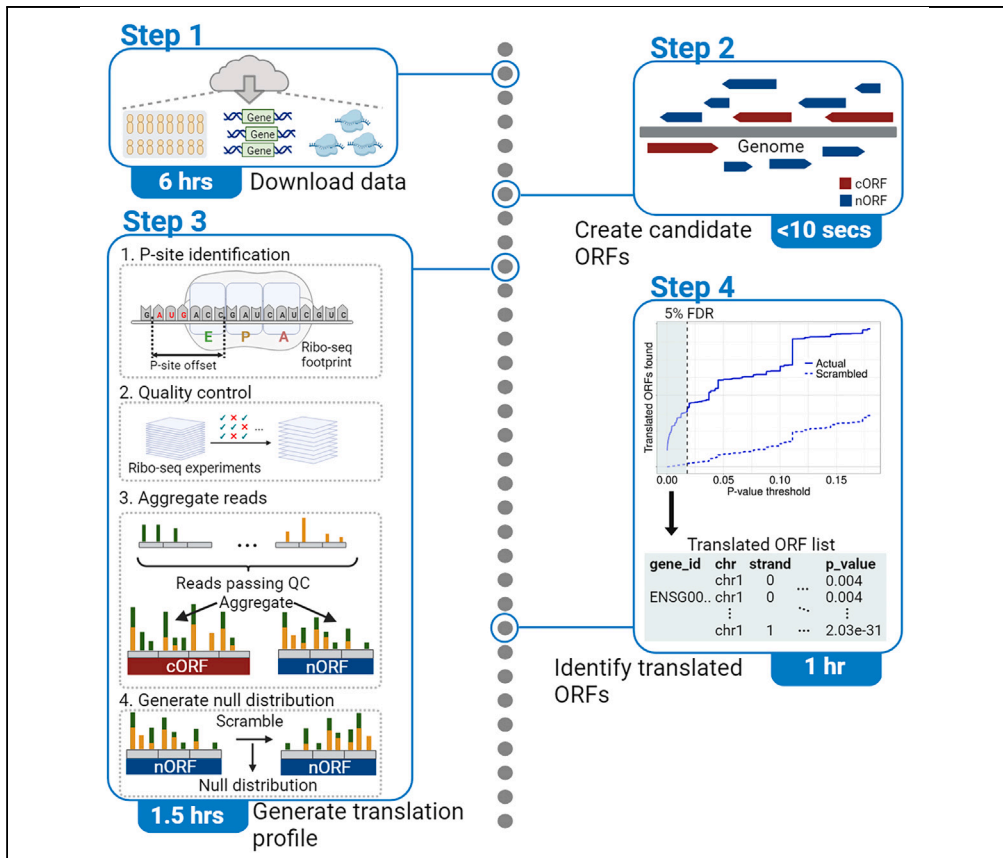 Step 1
Gene
Gene
Gene
6 hrs
Download data
Step 2
Genome
cORF
nORF
Create candidate
ORFs
<10 secs
Step 3
1. P-site identification
G A U G A C C G A U C A U C G U C
E P A
P-site offset
Ribo-seq
footprint
2. Quality control
...
Ribo-seq experiments
3. Aggregate reads
...
Reads passing QC
Aggregate
cORF
nORF
4. Generate null distribution
Scramble
nORF
nORF
Null distribution
1.5 hrs
Generate translation
profile
Step 4
5% FDR
Translated ORFs found
Actual
Scrambled
0.00 0.05 0.10 0.15
P-value threshold
Translated ORF list
gene_id chr strand p_value
chr1 0 ... 0.004
ENSG00.. chr1 0 0.004
⋮ ⋱ ⋮
chr1 1 ... 2.03e-31
Identify translated
ORFs
1 hr